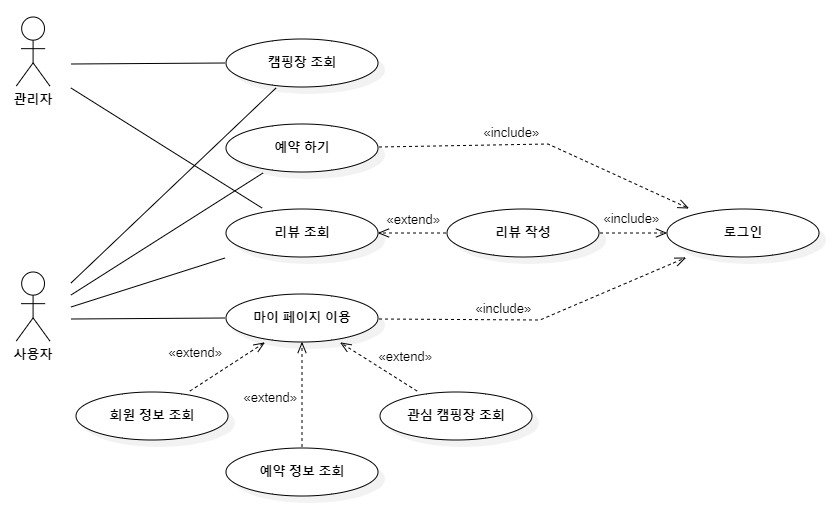 관리자
캠핑장 조회
예약 하기
«include»
리뷰 조회
«extend»
리뷰 작성
«include»
로그인
사용자
마이 페이지 이용
«include»
«extend»
«extend»
«extend»
회원 정보 조회
관심 캠핑장 조회
예약 정보 조회